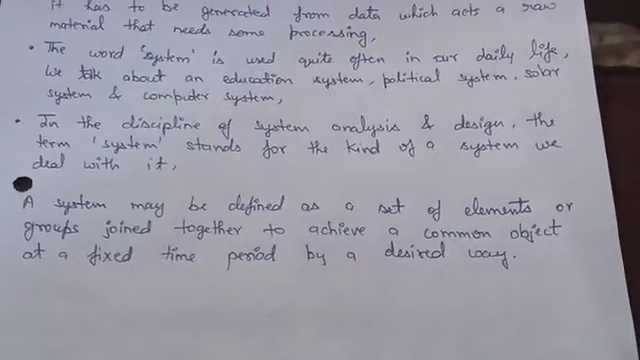 it has to be generated from data which acts a raw
material that needs some processing,
• The word 'system' is used quite often in our daily life,
we talk about an education system, political system, solar
system & computer system,
• In the discipline of system analysis & design, the
term 'system' stands for the kind of a system we
deal with it,
A system may be defined as a set of elements or
groups joined together to achieve a common object
at a fixed time period by a desired way.